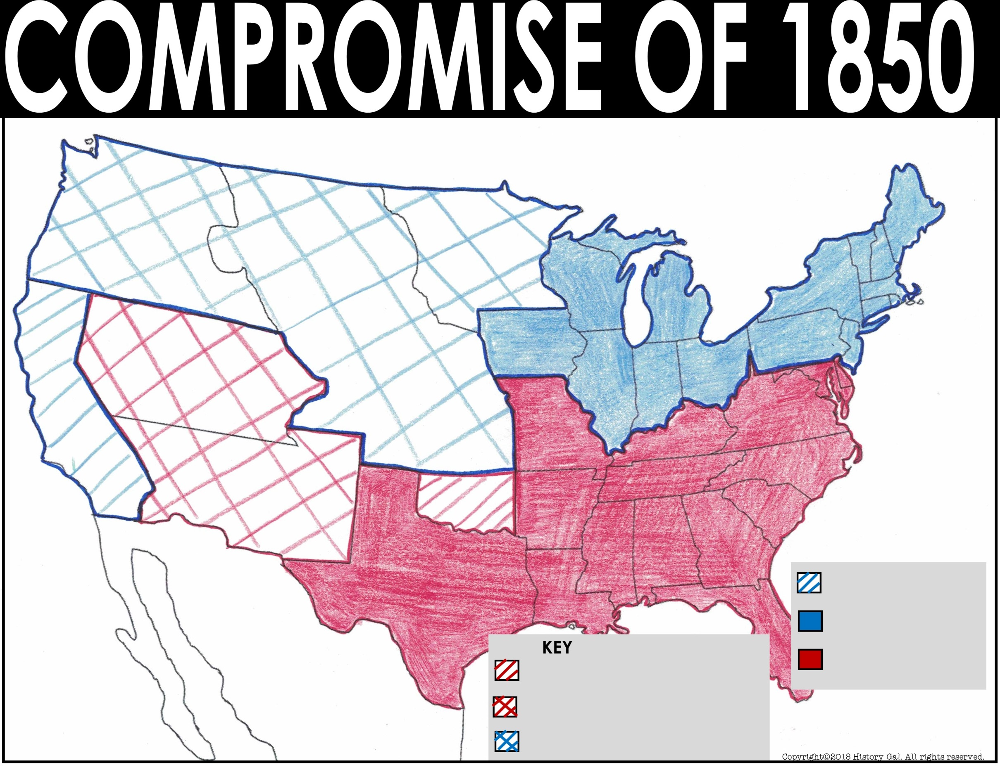 COMPROMISE OF 1850
KEY
Copyright©2018 History Gal. All rights reserved.